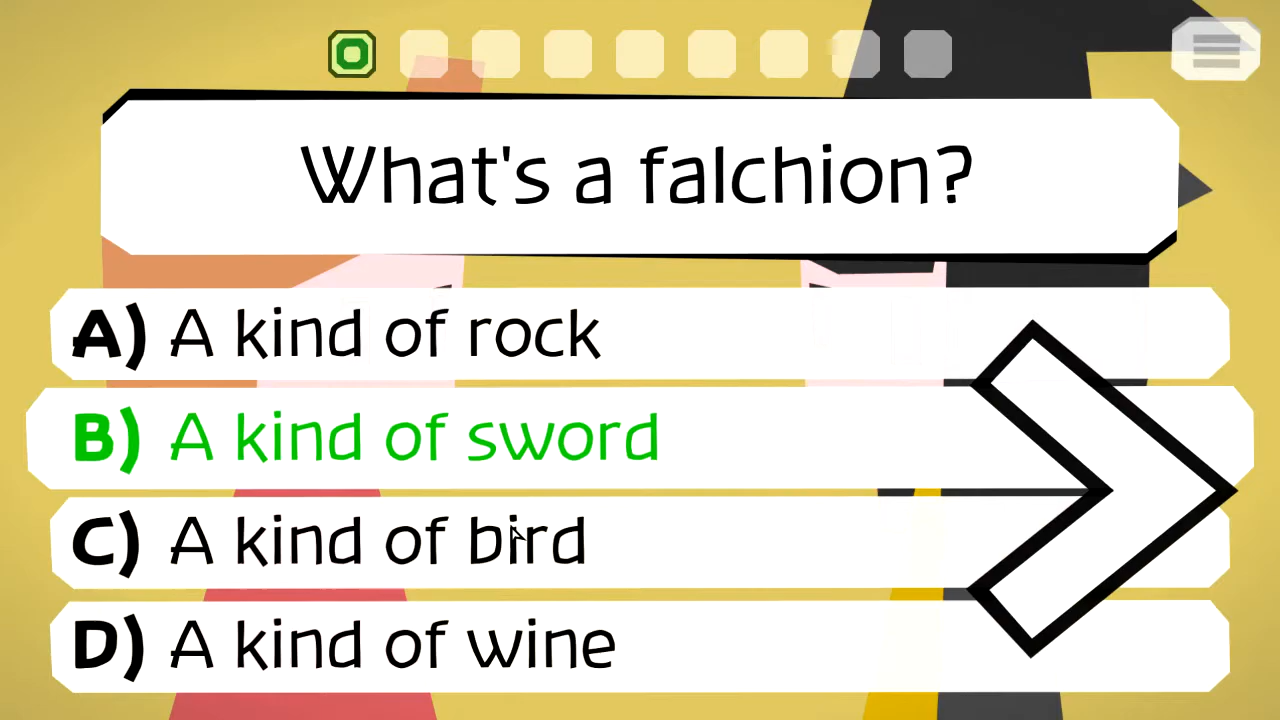 What's a falchion?
A) A kind of rock
B) A kind of sword
C) A kind of bird
D) A kind of wine